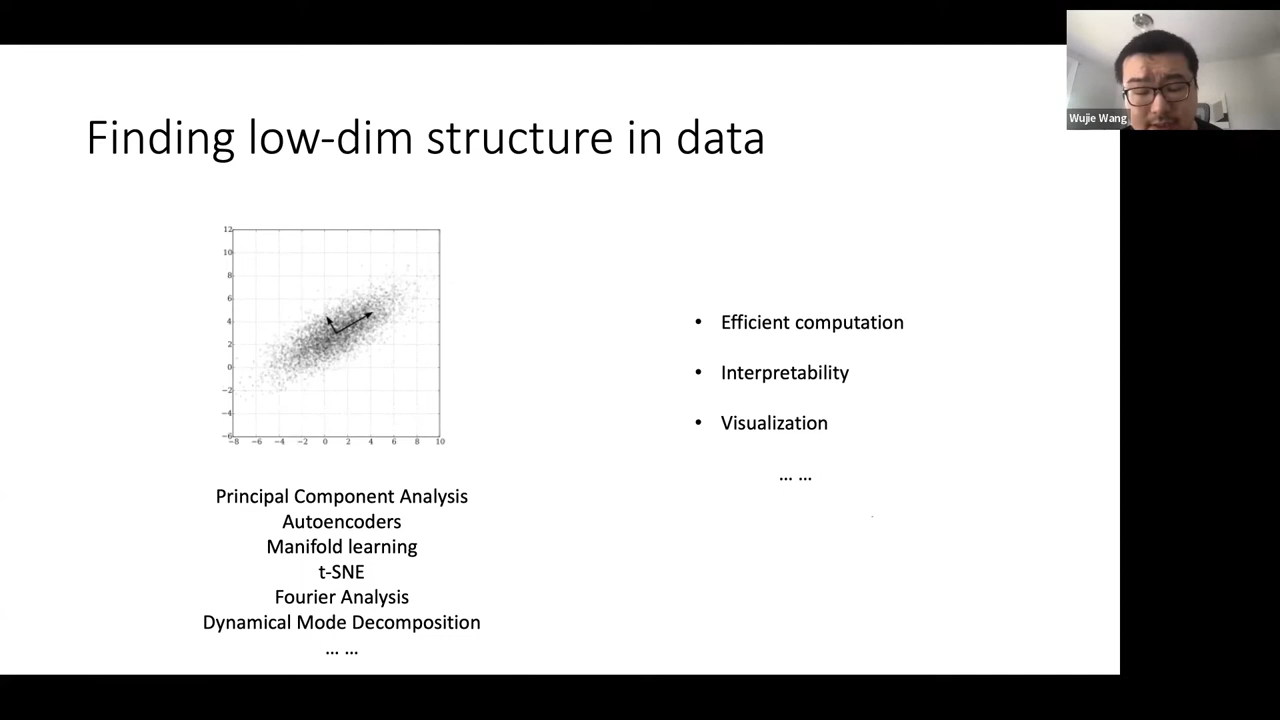 Wujie Wang
Finding low-dim structure in data
12
10
8
6
4
2
0
−2
−4
−6
−8 −6 −4 −2 0 2 4 6 8 10
Principal Component Analysis
Autoencoders
Manifold learning
t-SNE
Fourier Analysis
Dynamical Mode Decomposition
... ...
• Efficient computation
• Interpretability
• Visualization
... ...